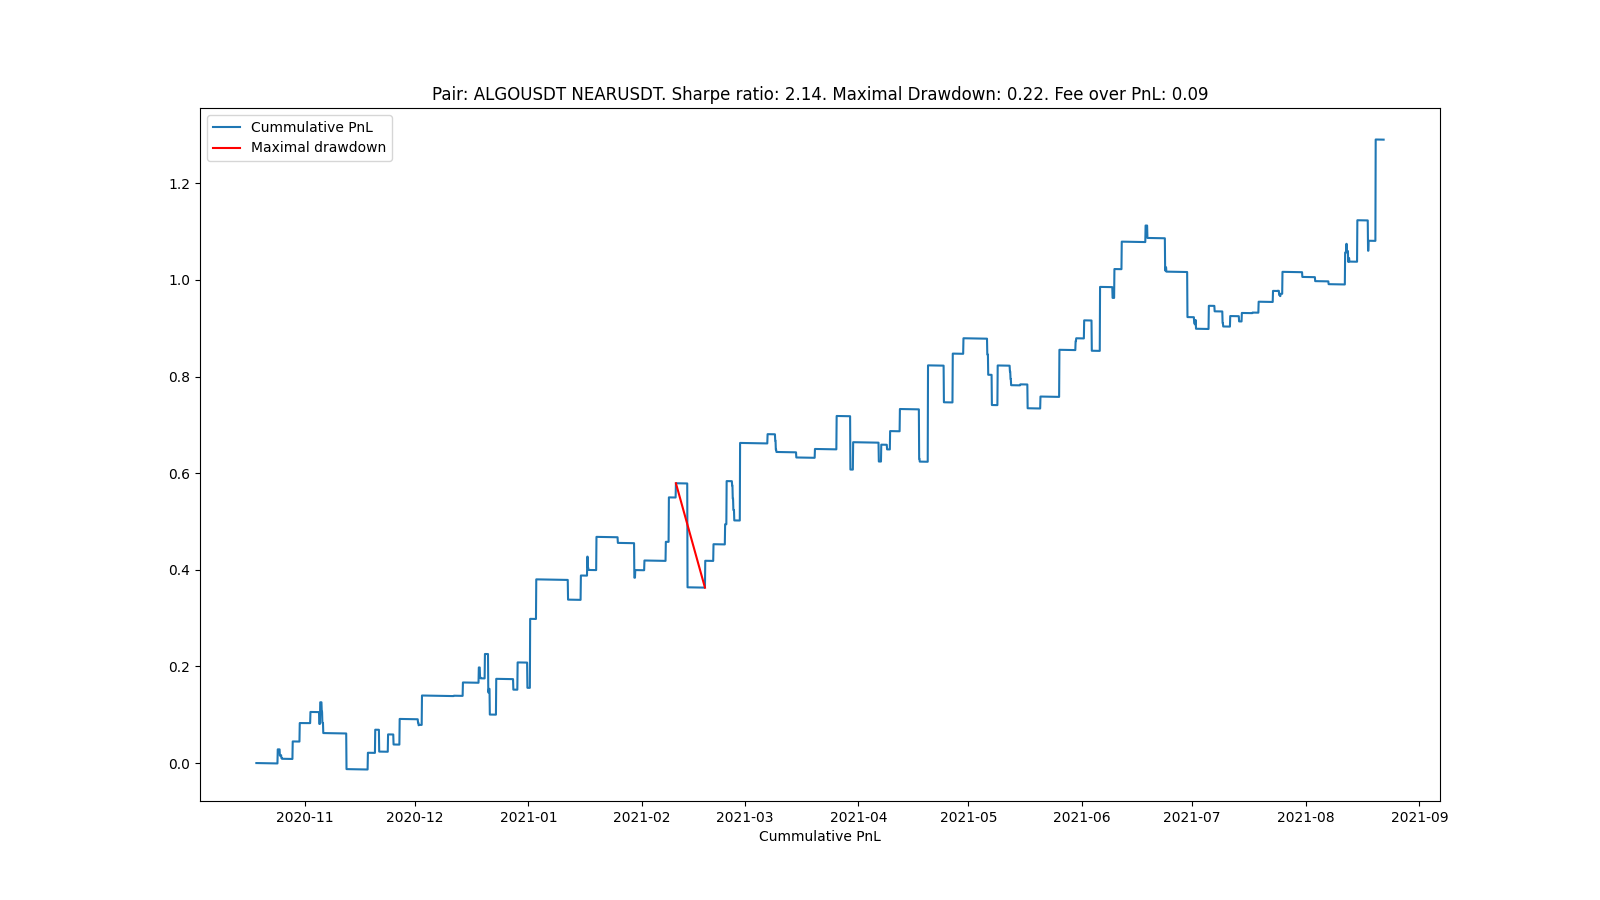 Pair: ALGOUSDT NEARUSDT. Sharpe ratio: 2.14. Maximal Drawdown: 0.22. Fee over PnL: 0.09
Cummulative PnL
Maximal drawdown
1.2
1.0
0.8
0.6
0.4
0.2
0.0
2020-11 2020-12 2021-01 2021-02 2021-03 2021-04 2021-05 2021-06 2021-07 2021-08 2021-09
Cummulative PnL